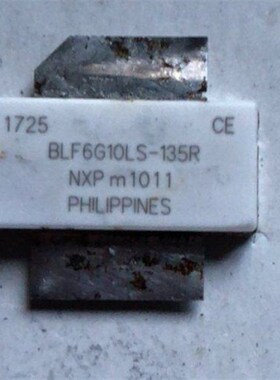 1725 CE
BLF6G10LS-135R
NXP m1011
PHILIPPINES